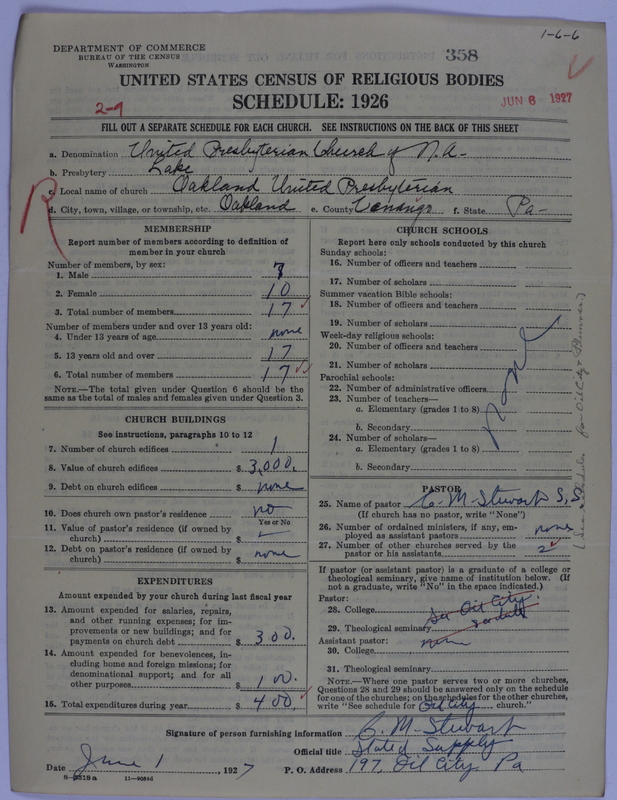 1-6-6
DEPARTMENT OF COMMERCE
BUREAU OF THE CENSUS
WASHINGTON
358
UNITED STATES CENSUS OF RELIGIOUS BODIES
SCHEDULE: 1926
2-9
JUN 6 1927
FILL OUT A SEPARATE SCHEDULE FOR EACH CHURCH. SEE INSTRUCTIONS ON THE BACK OF THIS SHEET
a. Denomination United Presbyterian Church of N.A.
b. Presbytery Lake
c. Local name of church Oakland United Presbyterian
d. City, town, village, or township, etc. Oakland e. County Venango f. State Pa-
R
MEMBERSHIP
Report number of members according to definition of member in your church
Number of members, by sex:
1. Male 7
2. Female 10
3. Total number of members 17
Number of members under and over 13 years old:
4. Under 13 years of age none
5. 13 years old and over 17
6. Total number of members 17
NOTE.—The total given under Question 6 should be the same as the total of males and females given under Question 3.
CHURCH BUILDINGS
See instructions, paragraphs 10 to 12
7. Number of church edifices 1
8. Value of church edifices $ 3,000.
9. Debt on church edifices $ none
10. Does church own pastor's residence? no
Yes or No
11. Value of pastor's residence (if owned by church) $
12. Debt on pastor's residence (if owned by church) $ none
EXPENDITURES
Amount expended by your church during last fiscal year
13. Amount expended for salaries, repairs, and other running expenses; for improvements or new buildings; and for payments on church debt $ 300.
14. Amount expended for benevolences, including home and foreign missions; for denominational support; and for all other purposes $ 100.
15. Total expenditures during year $ 400.
CHURCH SCHOOLS
Report here only schools conducted by this church
Sunday schools:
16. Number of officers and teachers
17. Number of scholars
Summer vacation Bible schools:
18. Number of officers and teachers
19. Number of scholars
Week-day religious schools:
20. Number of officers and teachers
21. Number of scholars
Parochial schools:
22. Number of administrative officers
23. Number of teachers—
a. Elementary (grades 1 to 8)
b. Secondary
24. Number of scholars—
a. Elementary (grades 1 to 8)
b. Secondary
None
PASTOR
25. Name of pastor C. M. Stewart S.S.
(If church has no pastor, write "None")
26. Number of ordained ministers, if any, employed as assistant pastors none
27. Number of other churches served by the pastor or his assistants 2
If pastor (or assistant pastor) is a graduate of a college or theological seminary, give name of institution below. (If not a graduate, write "No" in the space indicated.)
Pastor:
28. College See Oil City
29. Theological seminary
Assistant pastor:
30. College
31. Theological seminary
NOTE.—Where one pastor serves two or more churches, Questions 28 and 29 should be answered only on the schedule for one of the churches; on the schedules for the other churches, write "See schedule for Oil City church."
Signature of person furnishing information C. M. Stewart
Official title Stated Supply
Date June 1, 1927 P. O. Address 197, Oil City Pa